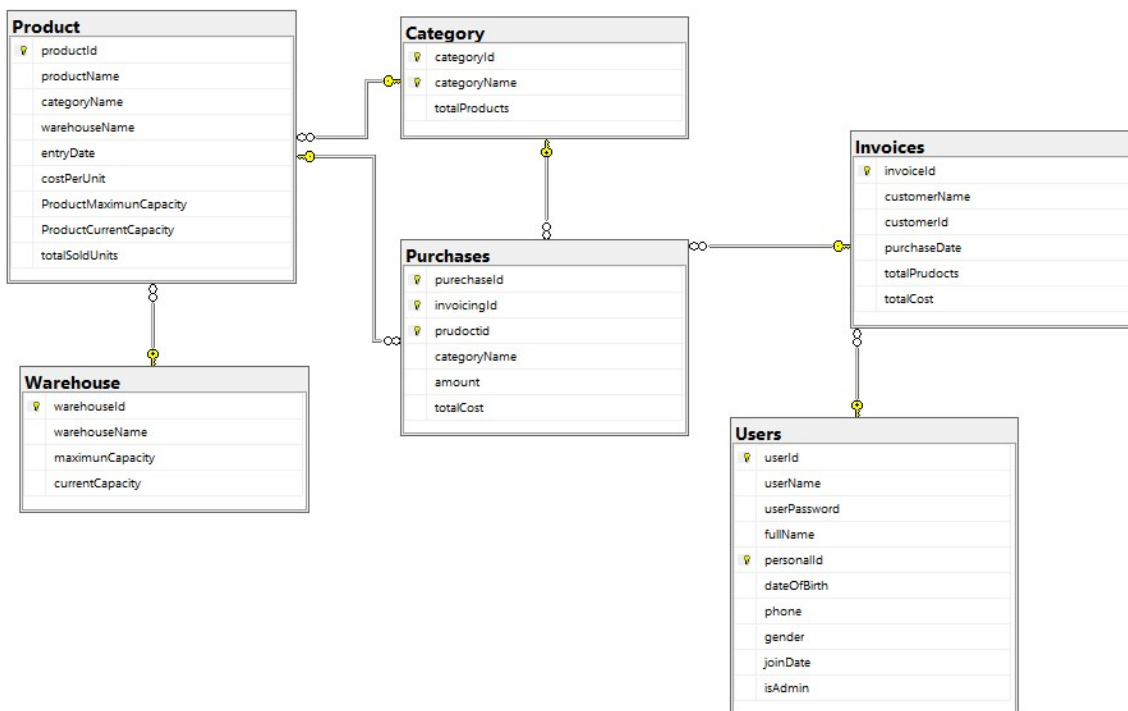 Product
productId
productName
categoryName
warehouseName
entryDate
costPerUnit
ProductMaximunCapacity
ProductCurrentCapacity
totalSoldUnits
Category
categoryId
categoryName
totalProducts
Invoices
invoiceId
customerName
customerId
purchaseDate
totalPrudocts
totalCost
Purchases
purechaseId
invoicingId
prudoctid
categoryName
amount
totalCost
Warehouse
warehouseId
warehouseName
maximunCapacity
currentCapacity
Users
userId
userName
userPassword
fullName
personalId
dateOfBirth
phone
gender
joinDate
isAdmin